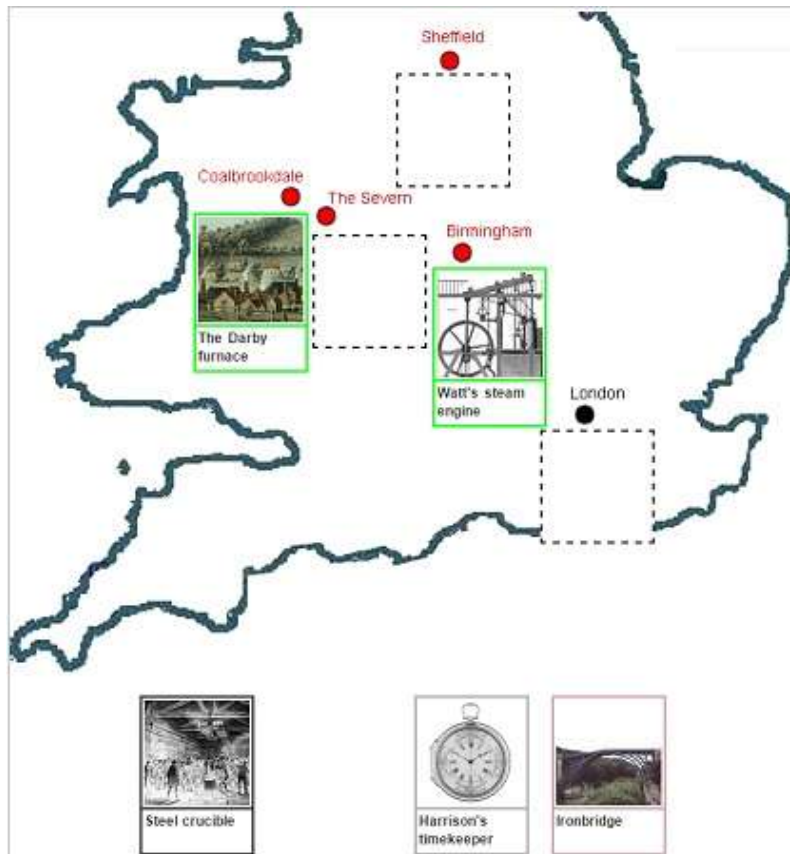 Sheffield
Coalbrookdale
The Severn
Birmingham
The Darby
furnace
Watt's steam
engine
London
Steel crucible
Harrison's
timekeeper
Ironbridge